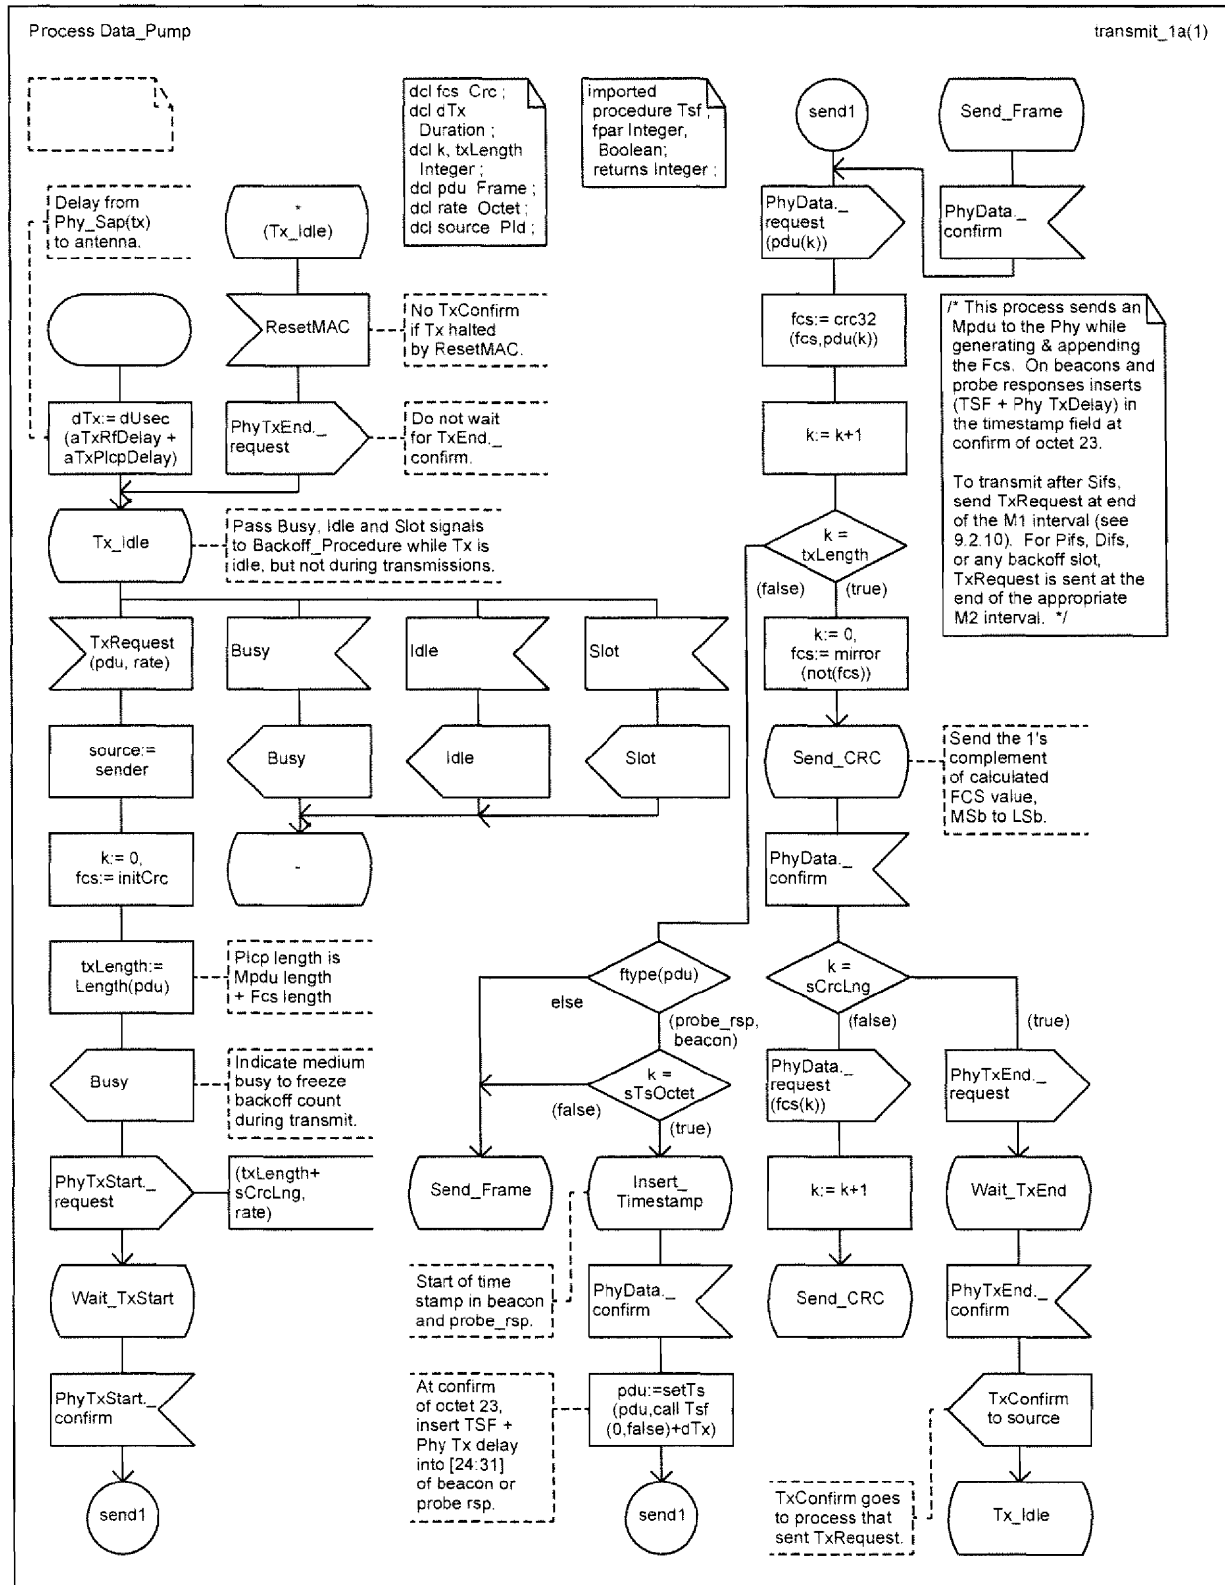 Process Data_Pump
transmit_1a(1)
dcl fcs Crc ;
dcl dTx
Duration ;
dcl k, txLength
Integer ;
dcl pdu Frame ;
dcl rate Octet ;
dcl source PId ;
imported
procedure Tsf ;
fpar Integer,
Boolean;
returns Integer ;
send1
Send_Frame
Delay from
Phy_Sap(tx)
to antenna.
*
(Tx_Idle)
PhyData._
request
(pdu(k))
PhyData._
confirm
ResetMAC
No TxConfirm
if Tx halted
by ResetMAC.
fcs:= crc32
(fcs,pdu(k))
/* This process sends an
Mpdu to the Phy while
generating & appending
the Fcs. On beacons and
probe responses inserts
(TSF + Phy TxDelay) in
the timestamp field at
confirm of octet 23.
To transmit after Sifs,
send TxRequest at end
of the M1 interval (see
9.2.10). For Pifs, Difs,
or any backoff slot,
TxRequest is sent at the
end of the appropriate
M2 interval. */
dTx:= dUsec
(aTxRfDelay +
aTxPlcpDelay)
PhyTxEnd._
request
Do not wait
for TxEnd._
confirm.
k:= k+1
Tx_Idle
Pass Busy, Idle and Slot signals
to Backoff_Procedure while Tx is
idle, but not during transmissions.
k =
txLength
(false)
(true)
TxRequest
(pdu, rate)
Busy
Idle
Slot
k:= 0,
fcs:= mirror
(not(fcs))
source:=
sender
Busy
Idle
Slot
Send_CRC
Send the 1's
complement
of calculated
FCS value,
MSb to LSb.
k:= 0,
fcs:= initCrc
-
PhyData._
confirm
txLength:=
Length(pdu)
Plcp length is
Mpdu length
+ Fcs length
ftype(pdu)
else
(probe_rsp,
beacon)
k =
sCrcLng
(false)
(true)
Busy
Indicate medium
busy to freeze
backoff count
during transmit.
k =
sTsOctet
(false)
(true)
PhyData._
request
(fcs(k))
PhyTxEnd._
request
PhyTxStart._
request
(txLength+
sCrcLng,
rate)
Send_Frame
Insert_
Timestamp
k:= k+1
Wait_TxEnd
Wait_TxStart
Start of time
stamp in beacon
and probe_rsp.
PhyData._
confirm
Send_CRC
PhyTxEnd._
confirm
PhyTxStart._
confirm
At confirm
of octet 23,
insert TSF +
Phy Tx delay
into [24:31]
of beacon or
probe rsp.
pdu:=setTs
(pdu,call Tsf
(0,false)+dTx)
TxConfirm
to source
send1
send1
TxConfirm goes
to process that
sent TxRequest.
Tx_Idle